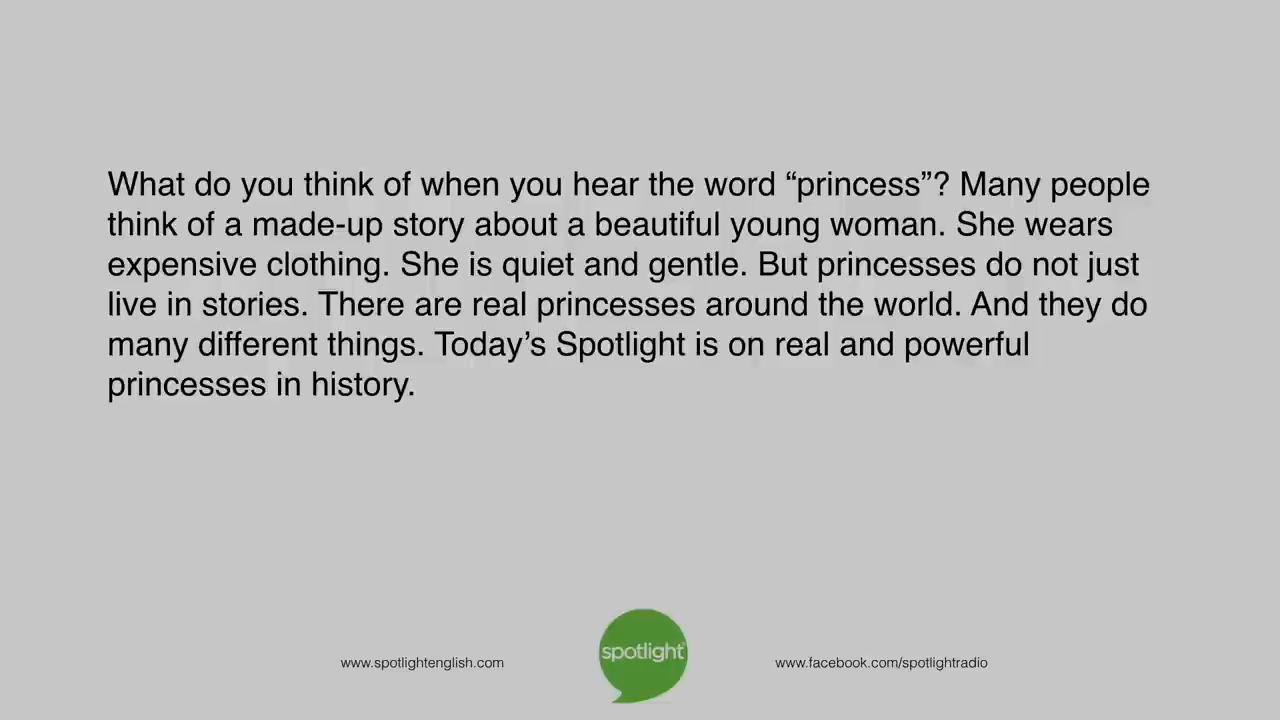 What do you think of when you hear the word “princess”? Many people
think of a made-up story about a beautiful young woman. She wears
expensive clothing. She is quiet and gentle. But princesses do not just
live in stories. There are real princesses around the world. And they do
many different things. Today’s Spotlight is on real and powerful
princesses in history.
www.spotlightenglish.com
spotlight
www.facebook.com/spotlightradio